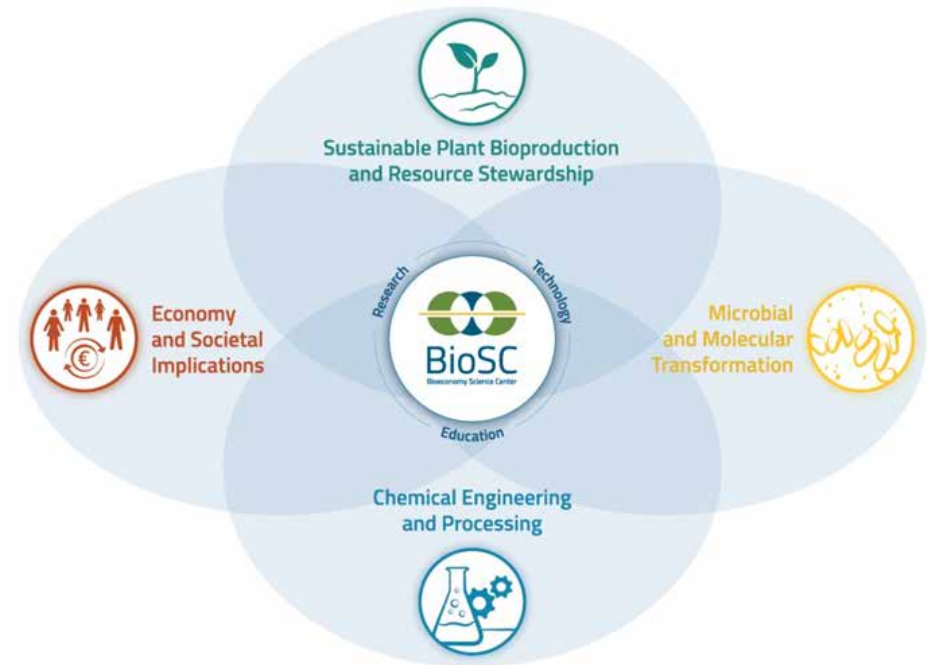 Sustainable Plant Bioproduction
and Resource Stewardship
Research
Technology
Education
Economy
and Societal
Implications
BioSC
Bioeconomy Science Center
Microbial
and Molecular
Transformation
Chemical Engineering
and Processing
€